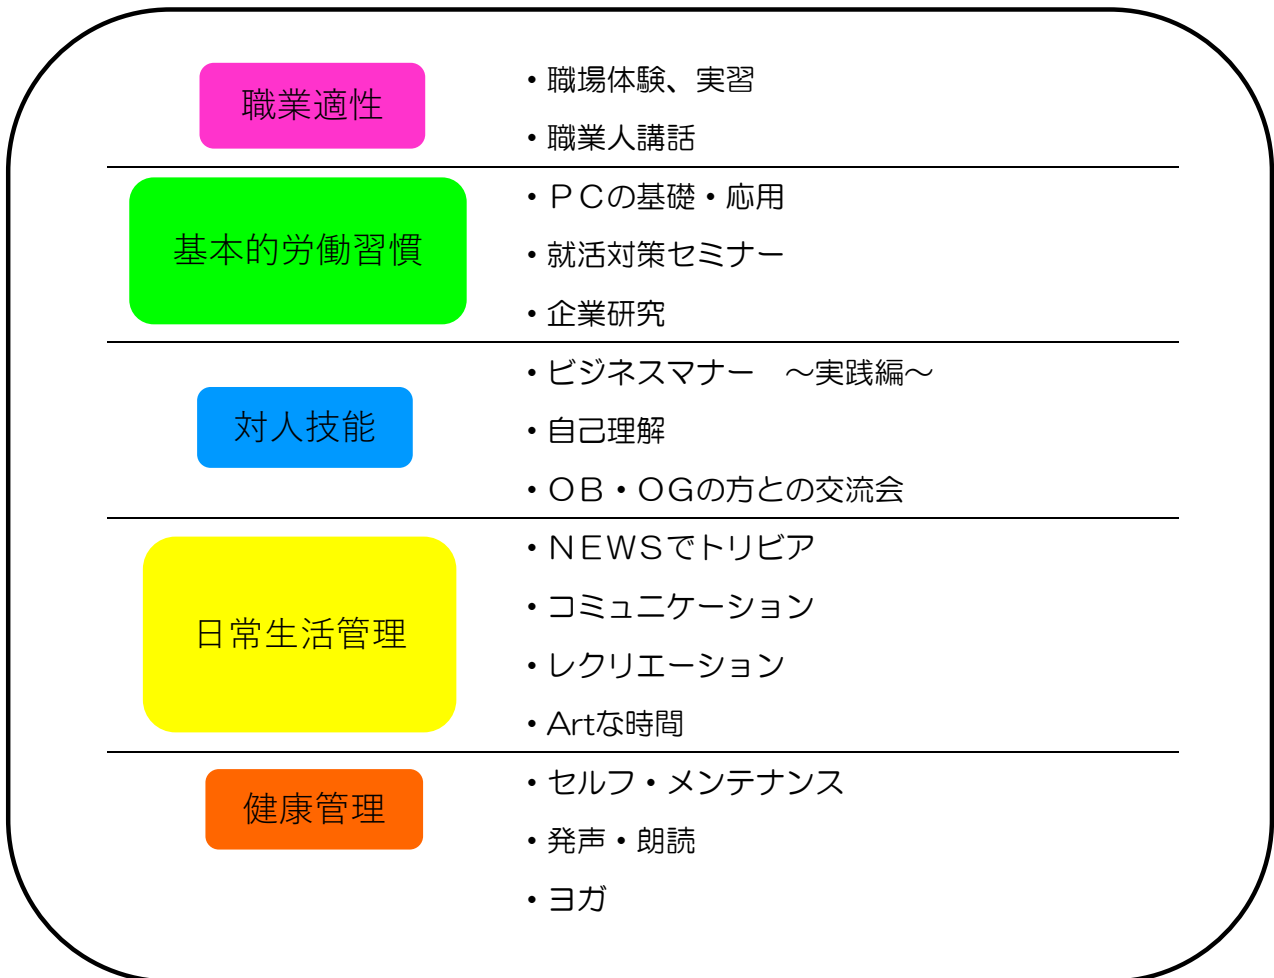 職業適性
・職場体験、実習
・職業人講話
基本的労働習慣
・ＰＣの基礎・応用
・就活対策セミナー
・企業研究
対人技能
・ビジネスマナー　～実践編～
・自己理解
・ＯＢ・ＯＧの方との交流会
日常生活管理
・ＮＥＷＳでトリビア
・コミュニケーション
・レクリエーション
・Artな時間
健康管理
・セルフ・メンテナンス
・発声・朗読
・ヨガ